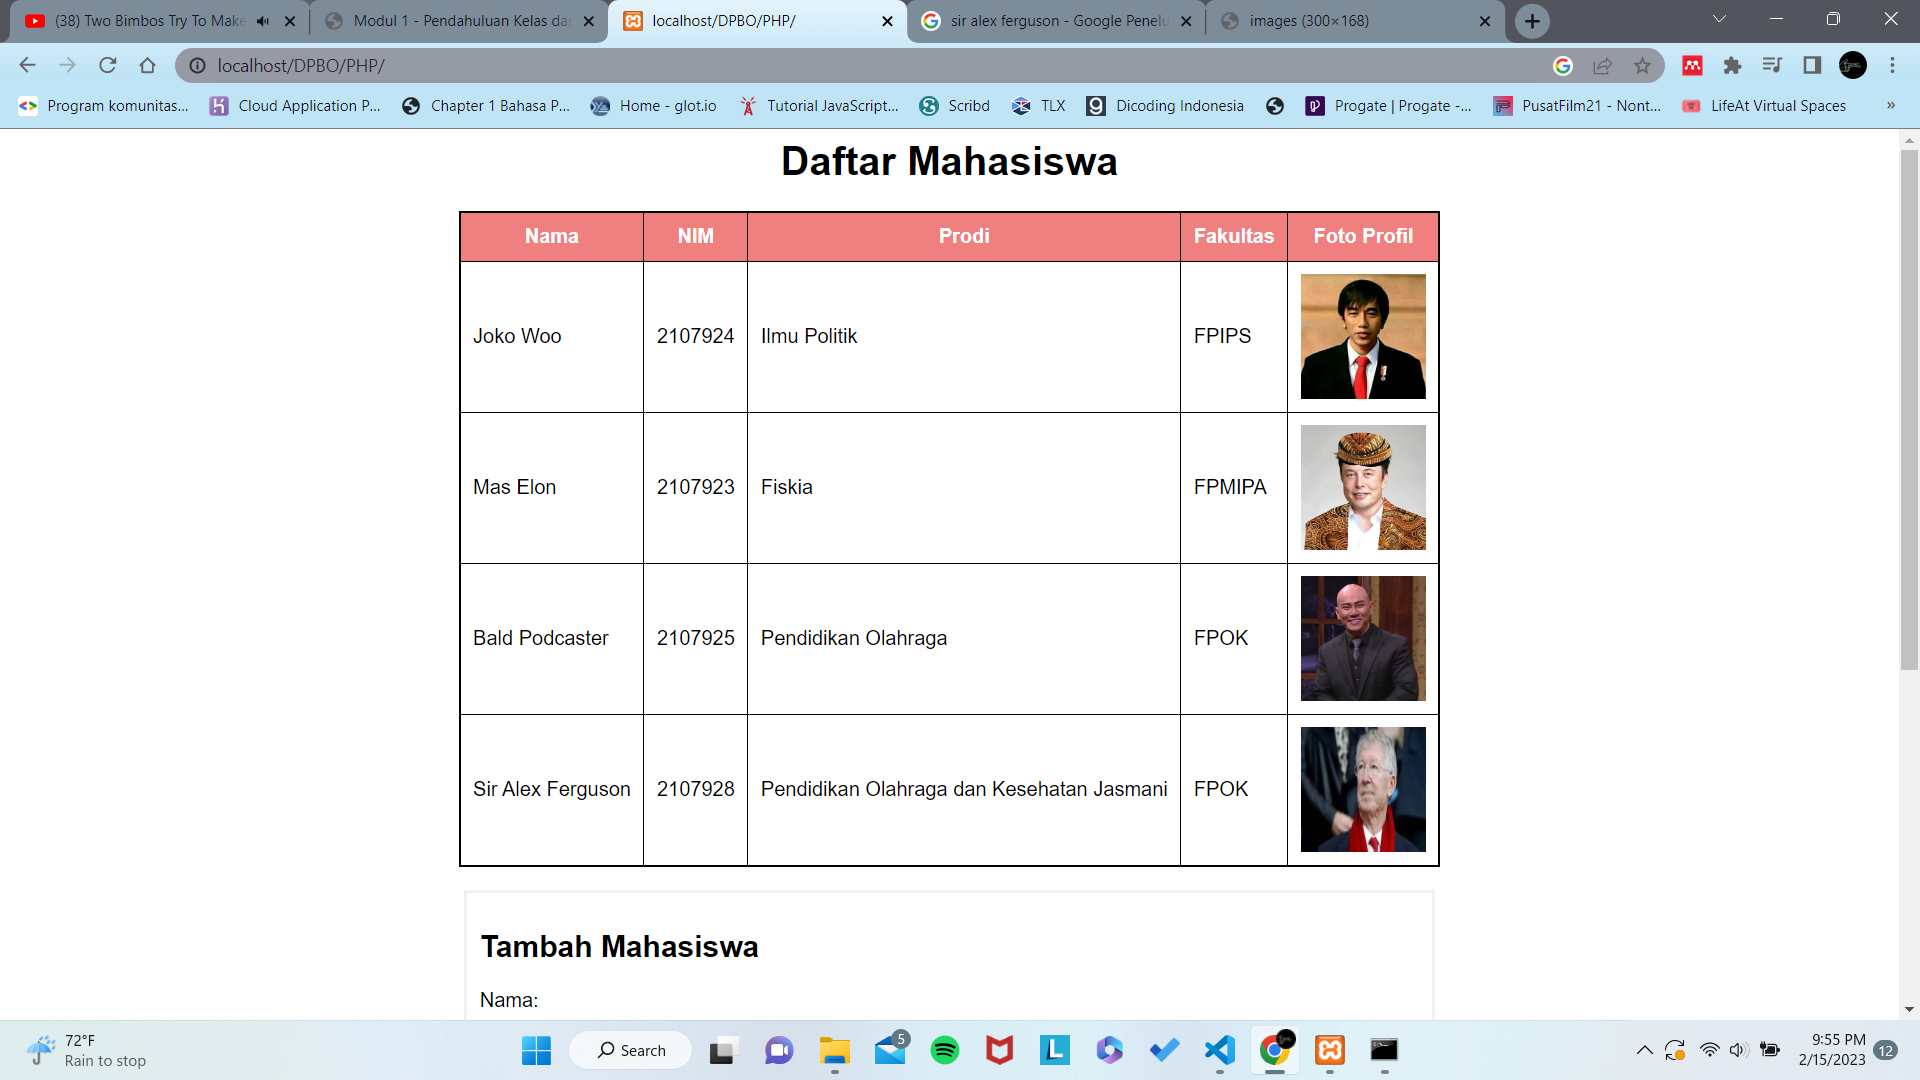 (38) Two Bimbos Try To Make
Modul 1 - Pendahuluan Kelas da
localhost/DPBO/PHP/
sir alex ferguson - Google Penelu
images (300×168)
localhost/DPBO/PHP/
Program komunitas...
Cloud Application P...
Chapter 1 Bahasa P...
Home - glot.io
Tutorial JavaScript...
Scribd
TLX
Dicoding Indonesia
Progate | Progate -...
PusatFilm21 - Nont...
LifeAt Virtual Spaces
»
Daftar Mahasiswa
Nama NIM Prodi Fakultas Foto Profil
Joko Woo 2107924 Ilmu Politik FPIPS
Mas Elon 2107923 Fiskia FPMIPA
Bald Podcaster 2107925 Pendidikan Olahraga FPOK
Sir Alex Ferguson 2107928 Pendidikan Olahraga dan Kesehatan Jasmani FPOK
Tambah Mahasiswa
Nama:
72°F
Rain to stop
Search
5
9:55 PM
2/15/2023
12